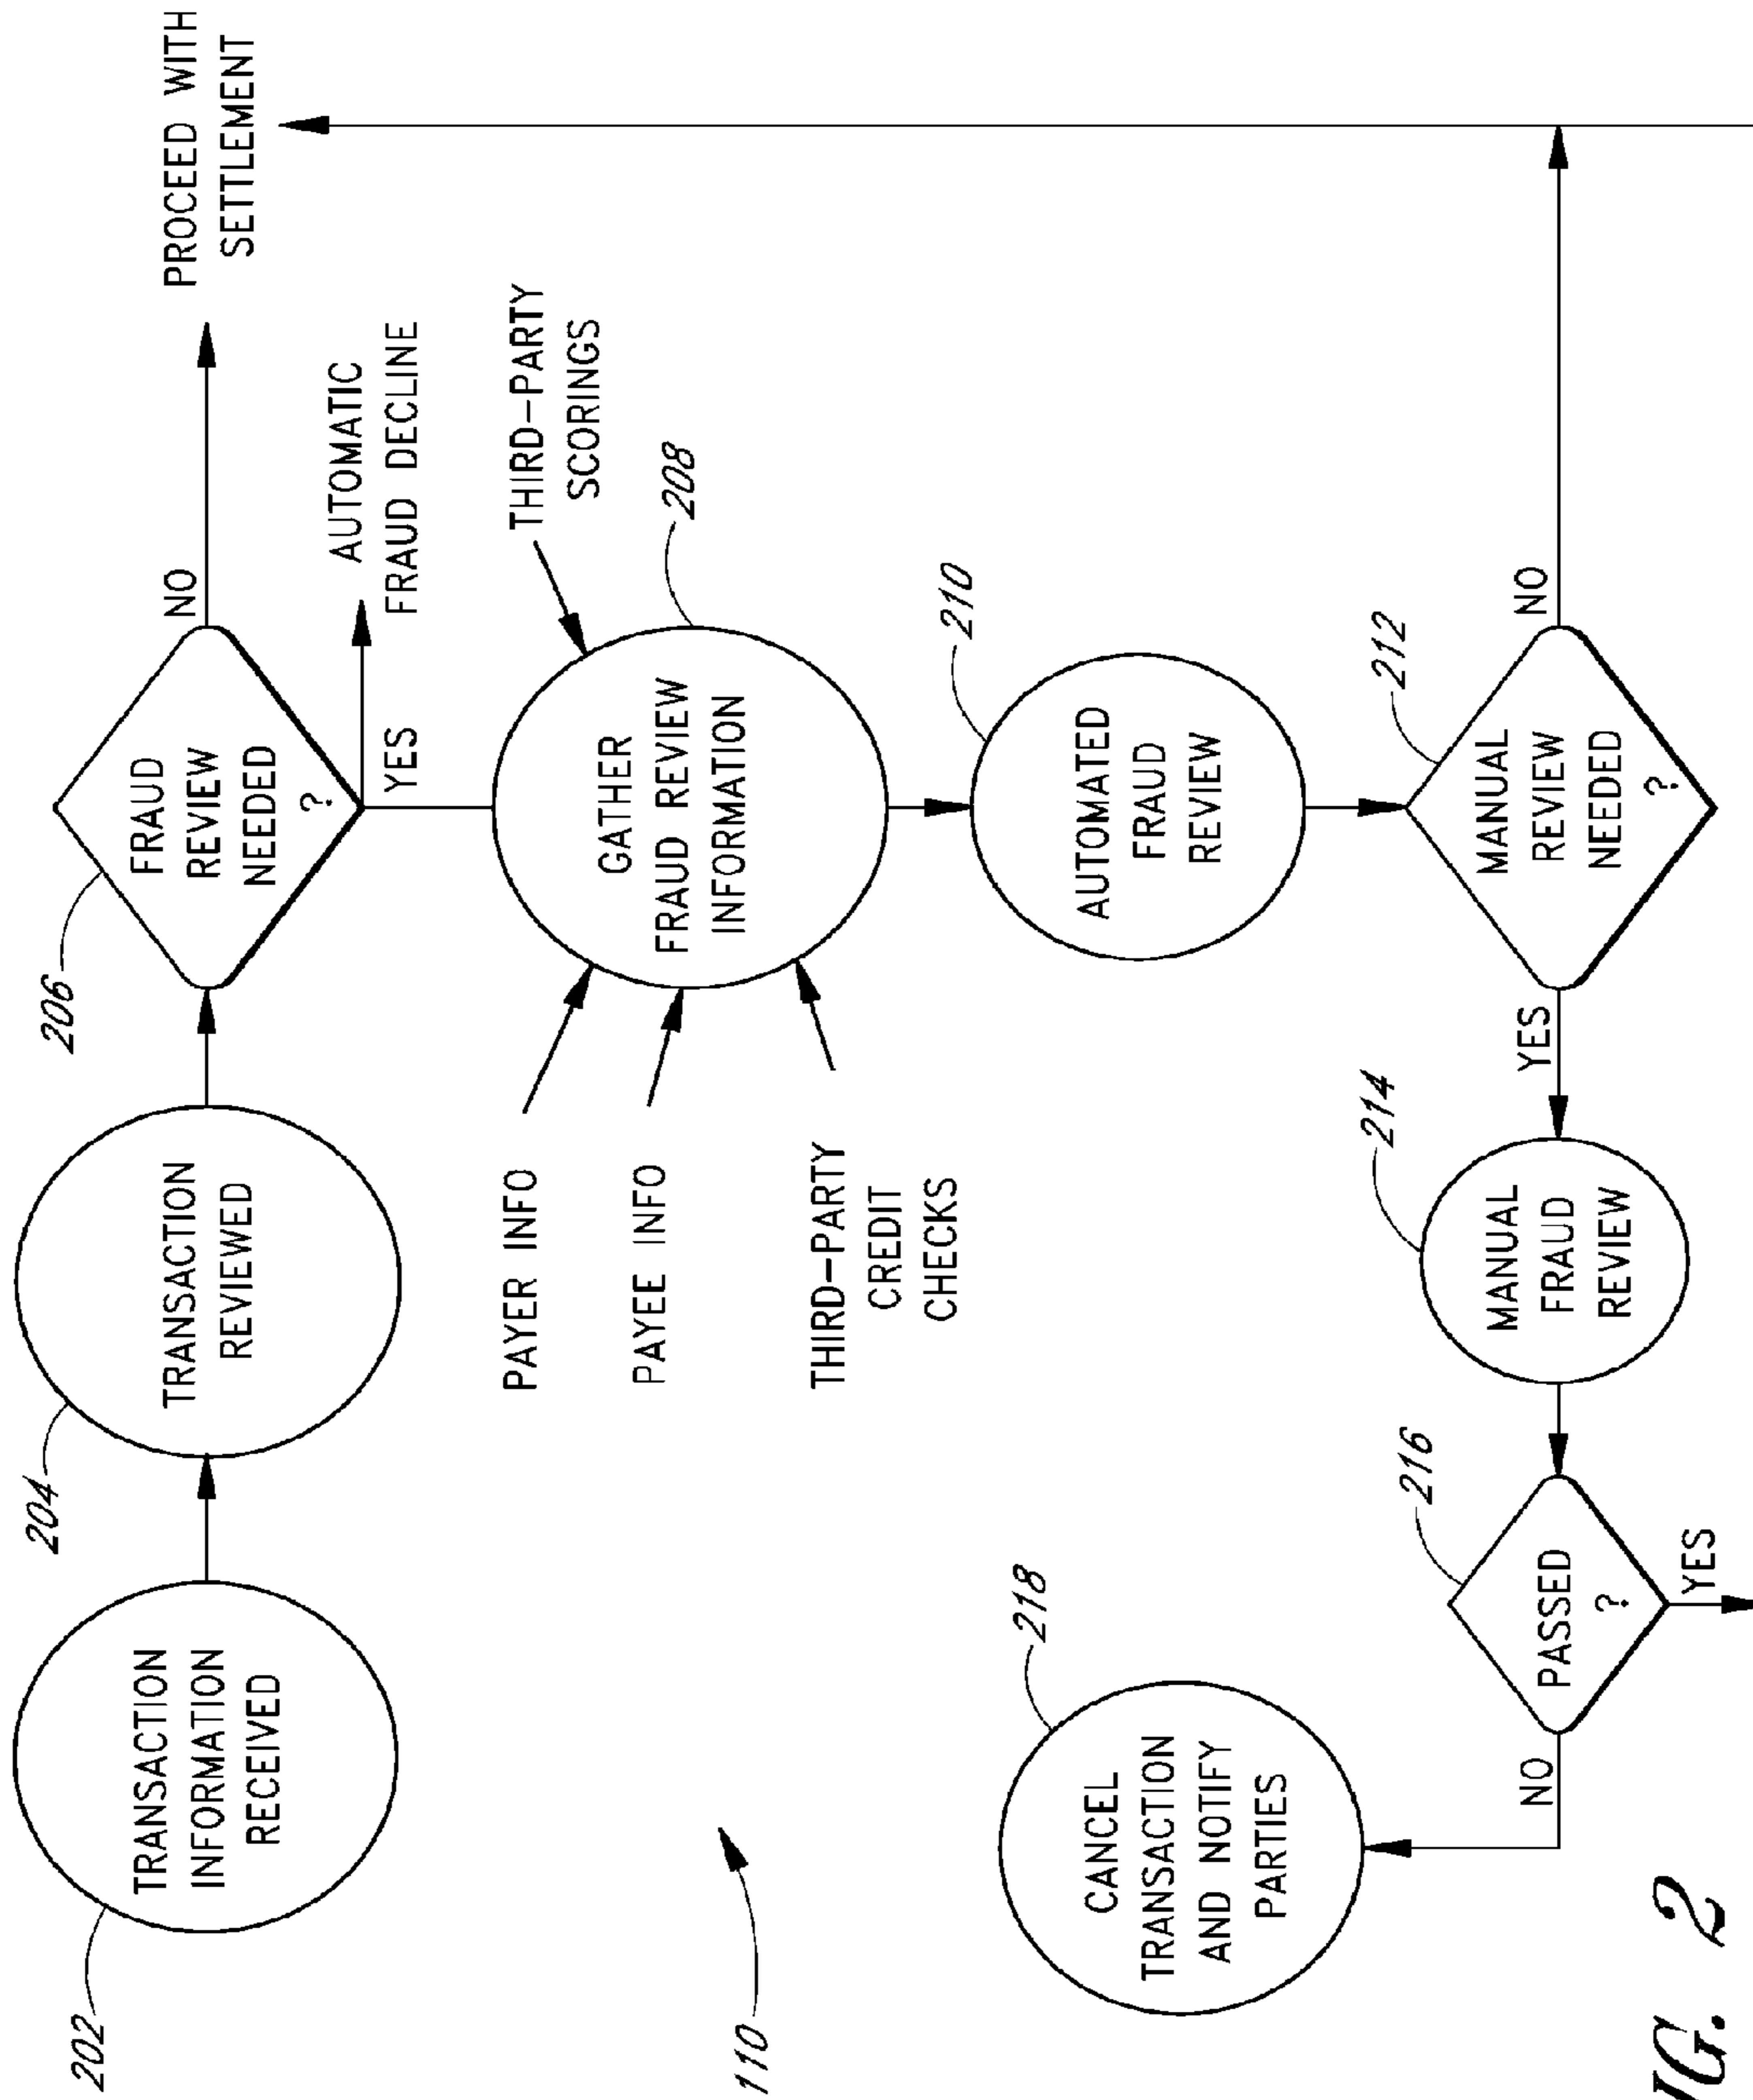 202
TRANSACTION
INFORMATION
RECEIVED
204
TRANSACTION
REVIEWED
206
FRAUD
REVIEW
NEEDED
?
NO
PROCEED WITH
SETTLEMENT
YES
AUTOMATIC
FRAUD DECLINE
PAYER INFO
PAYEE INFO
THIRD-PARTY
CREDIT
CHECKS
THIRD-PARTY
SCORINGS
208
GATHER
FRAUD REVIEW
INFORMATION
210
AUTOMATED
FRAUD
REVIEW
110
212
MANUAL
REVIEW
NEEDED
?
NO
YES
214
MANUAL
FRAUD
REVIEW
216
PASSED
?
YES
NO
218
CANCEL
TRANSACTION
AND NOTIFY
PARTIES
IG. 2